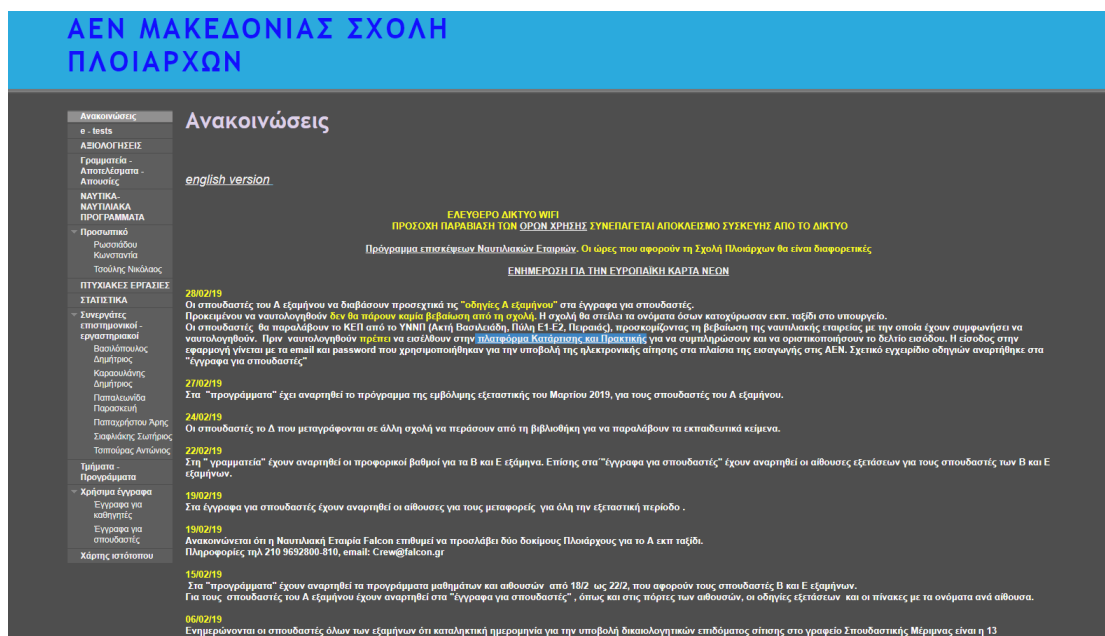 ΑΕΝ ΜΑΚΕΔΟΝΙΑΣ ΣΧΟΛΗ
ΠΛΟΙΑΡΧΩΝ
Ανακοινώσεις
e - tests
ΑΞΙΟΛΟΓΗΣΕΙΣ
Γραμματεία -
Αποτελέσματα -
Απουσίες
ΝΑΥΤΙΚΑ-
ΝΑΥΤΙΛΙΑΚΑ
ΠΡΟΓΡΑΜΜΑΤΑ
Προσωπικό
Ρωσσιάδου
Κωνσταντία
Τσούλης Νικόλαος
ΠΤΥΧΙΑΚΕΣ ΕΡΓΑΣΙΕΣ
ΣΤΑΤΙΣΤΙΚΑ
Συνεργάτες
επιστημονικοί -
εργαστηριακοί
Βασιλόπουλος
Δημήτριος
Καραουλάνης
Δημήτριος
Παπαλεωνίδα
Παρασκευή
Παπαχρήστου Άρης
Σιαφλιάκης Σωτήριος
Τσιπούρας Αντώνιος
Τμήματα -
Προγράμματα
Χρήσιμα έγγραφα
Έγγραφα για
καθηγητές
Έγγραφα για
σπουδαστές
Χάρτης ιστότοπου
Ανακοινώσεις
english version
ΕΛΕΥΘΕΡΟ ΔΙΚΤΥΟ WIFI
ΠΡΟΣΟΧΗ ΠΑΡΑΒΙΑΣΗ ΤΩΝ ΟΡΩΝ ΧΡΗΣΗΣ ΣΥΝΕΠΑΓΕΤΑΙ ΑΠΟΚΛΕΙΣΜΟ ΣΥΣΚΕΥΗΣ ΑΠΟ ΤΟ ΔΙΚΤΥΟ
Πρόγραμμα επισκέψεων Ναυτιλιακών Εταιριών. Οι ώρες που αφορούν τη Σχολή Πλοιάρχων θα είναι διαφορετικές
ΕΝΗΜΕΡΩΣΗ ΓΙΑ ΤΗΝ ΕΥΡΩΠΑΪΚΗ ΚΑΡΤΑ ΝΕΩΝ
28/02/19
Οι σπουδαστές του Α εξαμήνου να διαβάσουν προσεχτικά τις "οδηγίες Α εξαμήνου" στα έγγραφα για σπουδαστές.
Προκειμένου να ναυτολογηθούν δεν θα πάρουν καμία βεβαίωση από τη σχολή. Η σχολή θα στείλει τα ονόματα όσων κατοχύρωσαν εκπ. ταξίδι στο υπουργείο.
Οι σπουδαστές θα παραλάβουν το ΚΕΠ από το ΥΝΝΠ (Ακτή Βασιλειάδη, Πύλη Ε1-Ε2, Πειραιάς), προσκομίζοντας τη βεβαίωση της ναυτιλιακής εταιρείας με την οποία έχουν συμφωνήσει να
ναυτολογηθούν. Πριν ναυτολογηθούν πρέπει να εισέλθουν στην πλατφόρμα Κατάρτισης και Πρακτικής για να συμπληρώσουν και να οριστικοποιήσουν το δελτίο εισόδου. Η είσοδος στην
εφαρμογή γίνεται με τα email και password που χρησιμοποιήθηκαν για την υποβολή της ηλεκτρονικής αίτησης στα πλαίσια της εισαγωγής στις ΑΕΝ. Σχετικό εγχειρίδιο οδηγιών αναρτήθηκε στα
"έγγραφα για σπουδαστές"
27/02/19
Στα "προγράμματα" έχει αναρτηθεί το πρόγραμμα της εμβόλιμης εξεταστικής του Μαρτίου 2019, για τους σπουδαστές του Α εξαμήνου.
24/02/19
Οι σπουδαστές το Δ που μεταγράφονται σε άλλη σχολή να περάσουν από τη βιβλιοθήκη για να παραλάβουν τα εκπαιδευτικά κείμενα.
22/02/19
Στη " γραμματεία" έχουν αναρτηθεί οι προφορικοί βαθμοί για τα Β και Ε εξάμηνα. Επίσης στα΄"έγγραφα για σπουδαστές" έχουν αναρτηθεί οι αίθουσες εξετάσεων για τους σπουδαστές των Β και Ε
εξαμήνων.
19/02/19
Στα έγγραφα για σπουδαστές έχουν αναρτηθεί οι αίθουσες για τους μεταφορείς για όλη την εξεταστική περίοδο .
19/02/19
Ανακοινώνεται ότι η Ναυτιλιακή Εταιρία Falcon επιθυμεί να προσλάβει δύο δοκίμους Πλοιάρχους για το Α εκπ ταξίδι.
Πληροφορίες τηλ 210 9692800-810, email: Crew@falcon.gr
15/02/19
Στα "προγράμματα" έχουν αναρτηθεί τα προγράμματα μαθημάτων και αιθουσών από 18/2 ως 22/2, που αφορούν τους σπουδαστές Β και Ε εξαμήνων.
Για τους σπουδαστές του Α εξαμήνου έχουν αναρτηθεί στα "έγγραφα για σπουδαστές" , όπως και στις πόρτες των αιθουσών, οι οδηγίες εξετάσεων και οι πίνακες με τα ονόματα ανά αίθουσα.
06/02/19
Ενημερώνονται οι σπουδαστές όλων των εξαμήνων ότι καταληκτική ημερομηνία για την υποβολή δικαιολογητικών επιδόματος σίτισης στο γραφείο Σπουδαστικής Μέριμνας είναι η 13